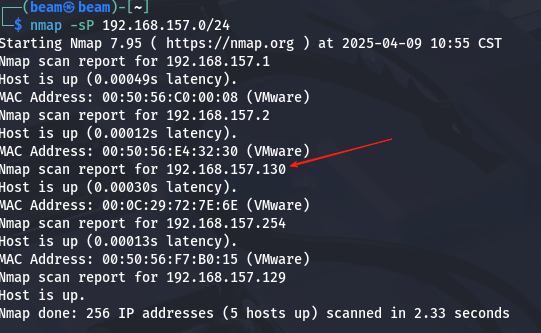 ┌──(beam㉿beam)-[~]
└─$ nmap -sP 192.168.157.0/24
Starting Nmap 7.95 ( https://nmap.org ) at 2025-04-09 10:55 CST
Nmap scan report for 192.168.157.1
Host is up (0.00049s latency).
MAC Address: 00:50:56:C0:00:08 (VMware)
Nmap scan report for 192.168.157.2
Host is up (0.00012s latency).
MAC Address: 00:50:56:E4:32:30 (VMware)
Nmap scan report for 192.168.157.130
Host is up (0.00030s latency).
MAC Address: 00:0C:29:72:7E:6E (VMware)
Nmap scan report for 192.168.157.254
Host is up (0.00013s latency).
MAC Address: 00:50:56:F7:B0:15 (VMware)
Nmap scan report for 192.168.157.129
Host is up.
Nmap done: 256 IP addresses (5 hosts up) scanned in 2.33 seconds